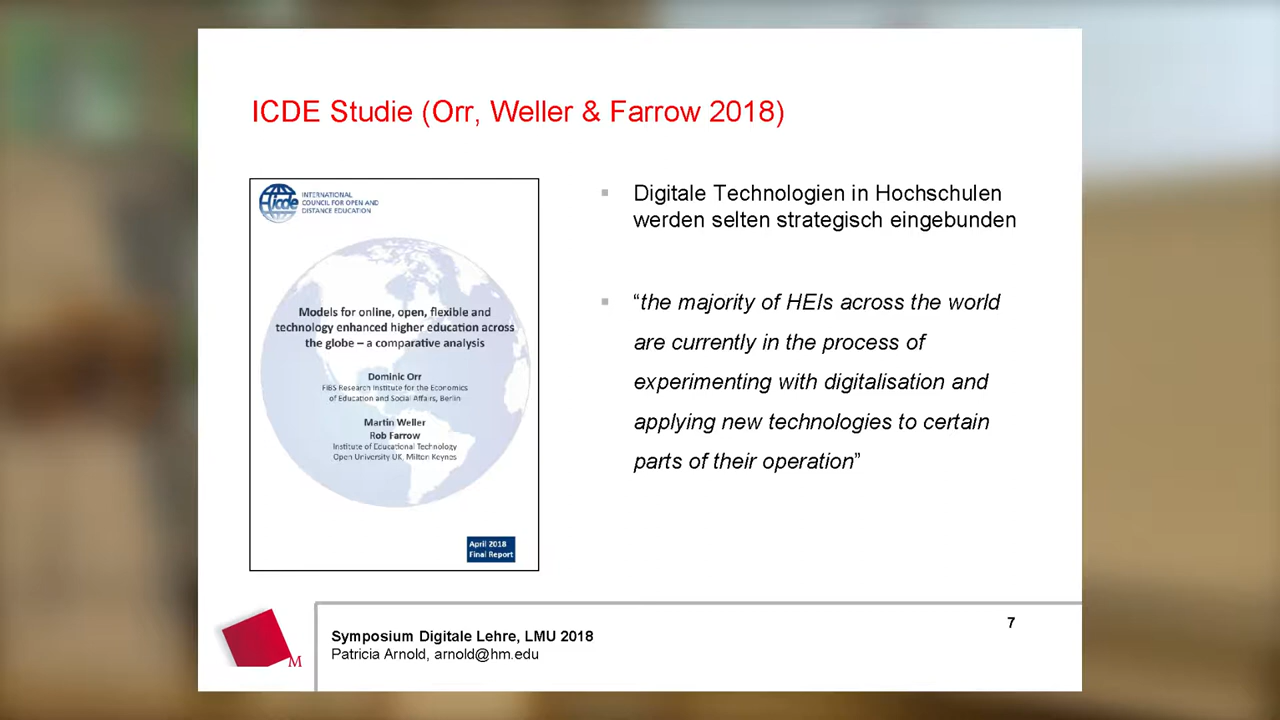 ICDE Studie (Orr, Weller & Farrow 2018)
icde
INTERNATIONAL
COUNCIL FOR OPEN AND
DISTANCE EDUCATION
Models for online, open, flexible and
technology enhanced higher education across
the globe – a comparative analysis
Dominic Orr
FiBS Research Institute for the Economics
of Education and Social Affairs, Berlin
Martin Weller
Rob Farrow
Institute of Educational Technology
Open University UK, Milton Keynes
April 2018
Final Report
Digitale Technologien in Hochschulen
werden selten strategisch eingebunden
“the majority of HEIs across the world
are currently in the process of
experimenting with digitalisation and
applying new technologies to certain
parts of their operation”
M
Symposium Digitale Lehre, LMU 2018
Patricia Arnold, arnold@hm.edu
7